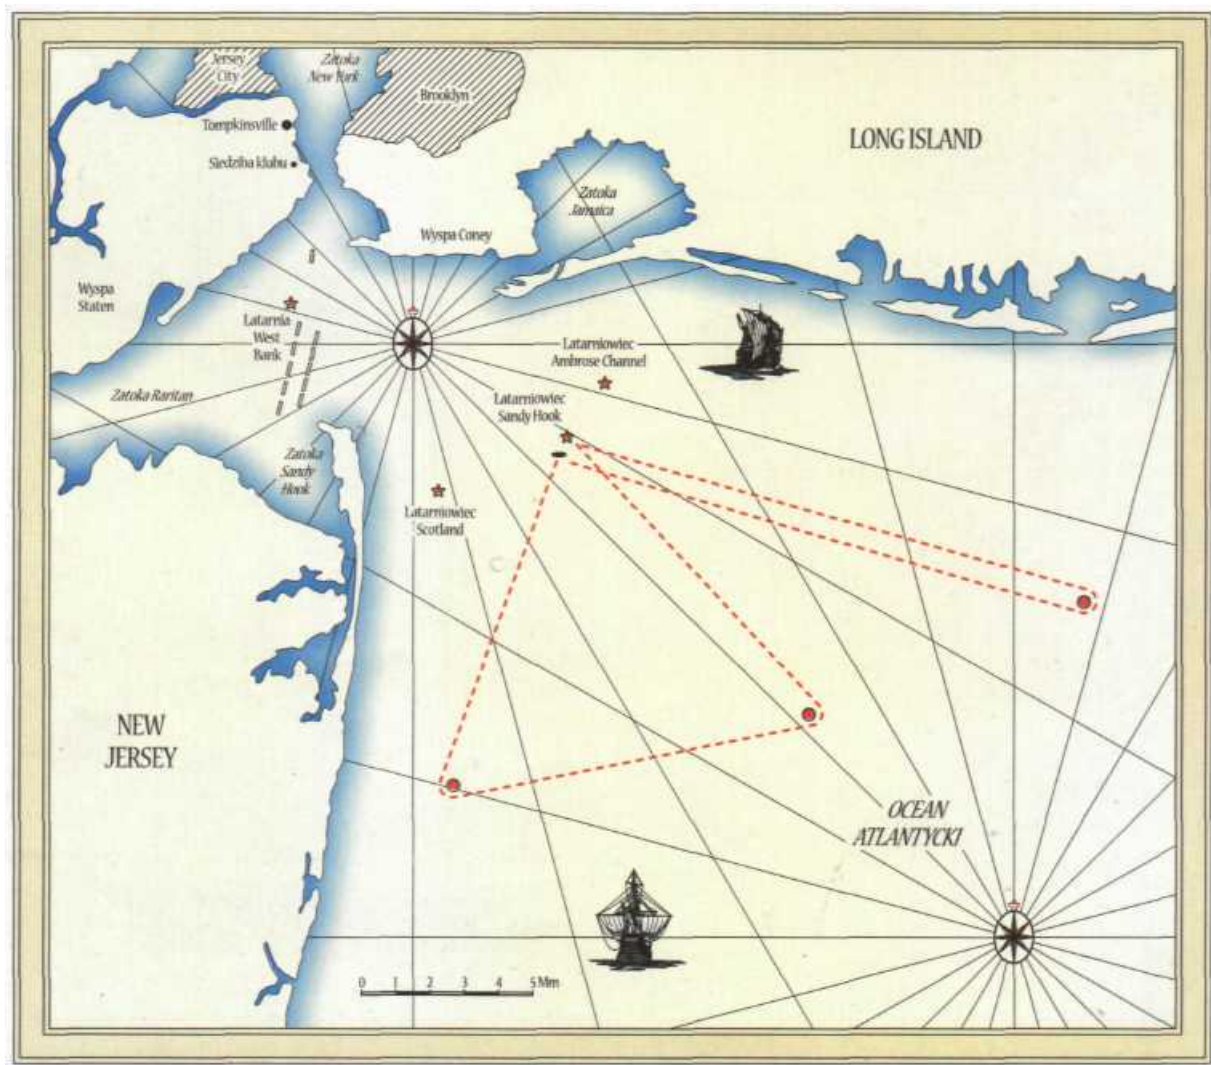 Jersey
City
Zatoka
New York
Brooklyn
Tompkinsville
Siedziba klubu
LONG ISLAND
Zatoka
Jamaica
Wyspa Coney
Wyspa
Staten
Latarnia
West
Bank
Latarniowiec
Ambrose Channel
Zatoka Raritan
Latarniowiec
Sandy Hook
Zatoka
Sandy
Hook
Latarniowiec
Scotland
NEW
JERSEY
OCEAN
ATLANTYCKI
0 1 2 3 4 5 Mm